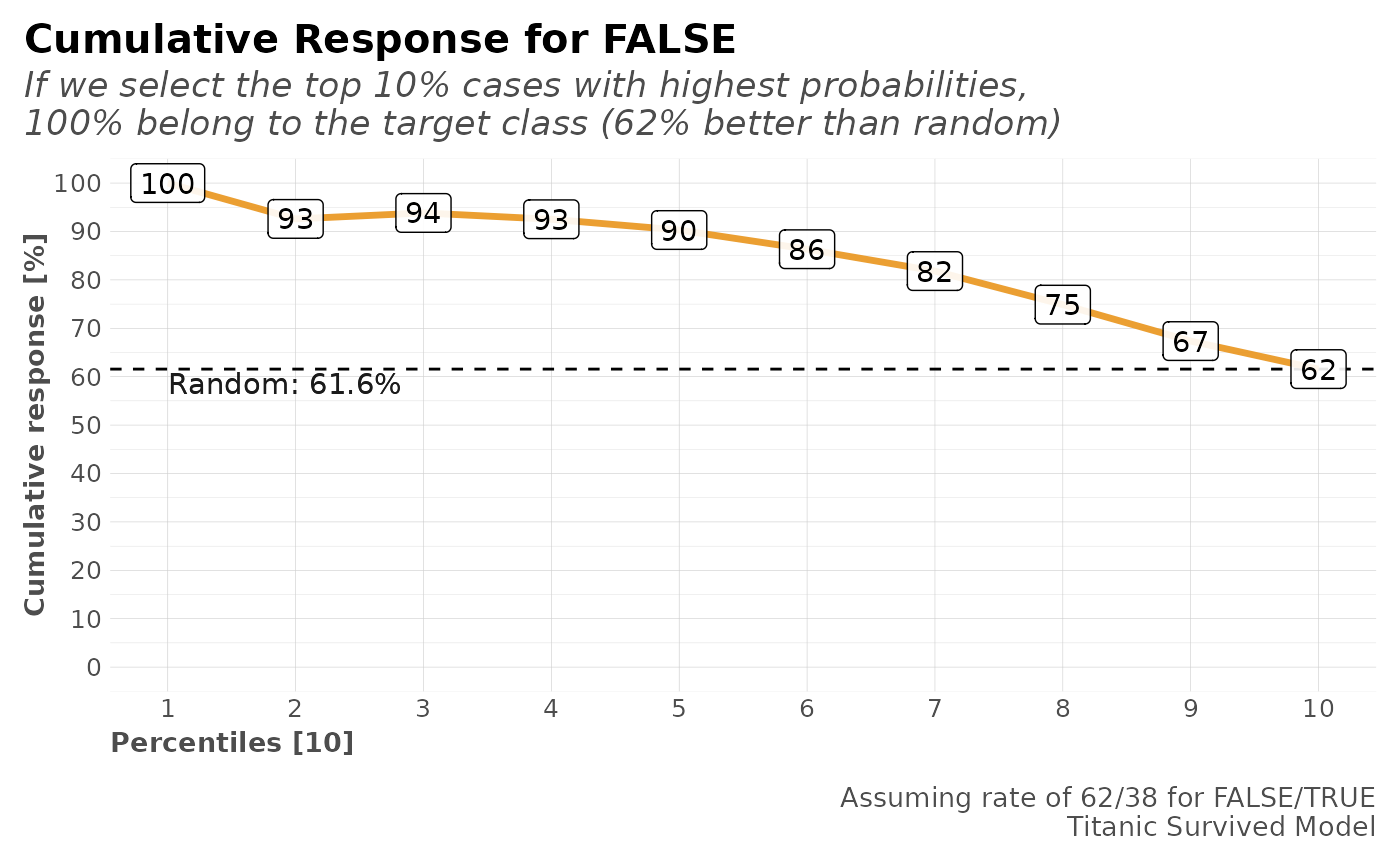 Cumulative Response for FALSE
If we select the top 10% cases with highest probabilities,
100% belong to the target class (62% better than random)
Cumulative response [%]
100
90
80
70
60
50
40
30
20
10
0
100
93
94
93
90
86
82
75
67
62
Random: 61.6%
1 2 3 4 5 6 7 8 9 10
Percentiles [10]
Assuming rate of 62/38 for FALSE/TRUE
Titanic Survived Model